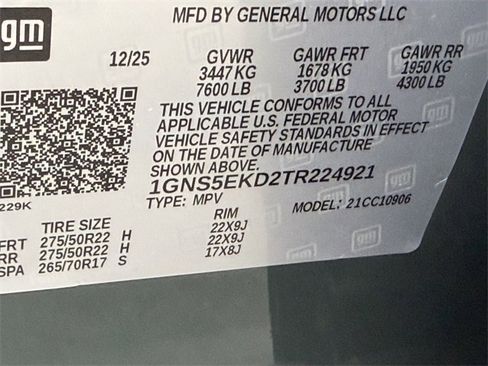 MFD BY GENERAL MOTORS LLC
gm
12/25 GVWR GAWR FRT GAWR RR
3447 KG 1678 KG 1950 KG
7600 LB 3700 LB 4300 LB
THIS VEHICLE CONFORMS TO ALL
APPLICABLE U.S. FEDERAL MOTOR
VEHICLE SAFETY STANDARDS IN EFFECT
ON THE DATE OF MANUFACTURE
SHOWN ABOVE.
1GNS5EKD2TR224921
229K TYPE: MPV MODEL: 21CC10906
TIRE SIZE RIM
FRT 275/50R22 H 22X9J
RR 275/50R22 H 22X9J
SPA 265/70R17 S 17X8J